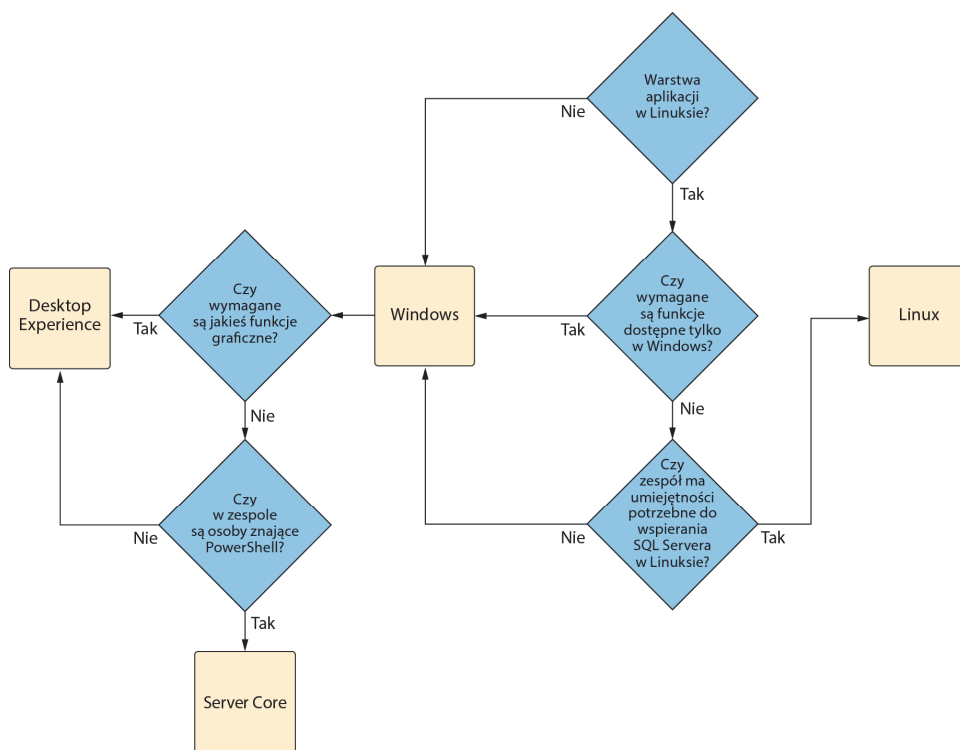 Warstwa
aplikacji
w Linuksie?
Nie
Tak
Czy
wymagane
są jakieś funkcje
graficzne?
Desktop
Experience
Tak
Windows
Czy
wymagane
są funkcje
dostępne tylko
w Windows?
Tak
Linux
Nie
Nie
Czy
w zespole
są osoby znające
PowerShell?
Nie
Czy
zespół ma
umiejętności
potrzebne do
wspierania
SQL Servera
w Linuksie?
Nie
Tak
Tak
Server Core